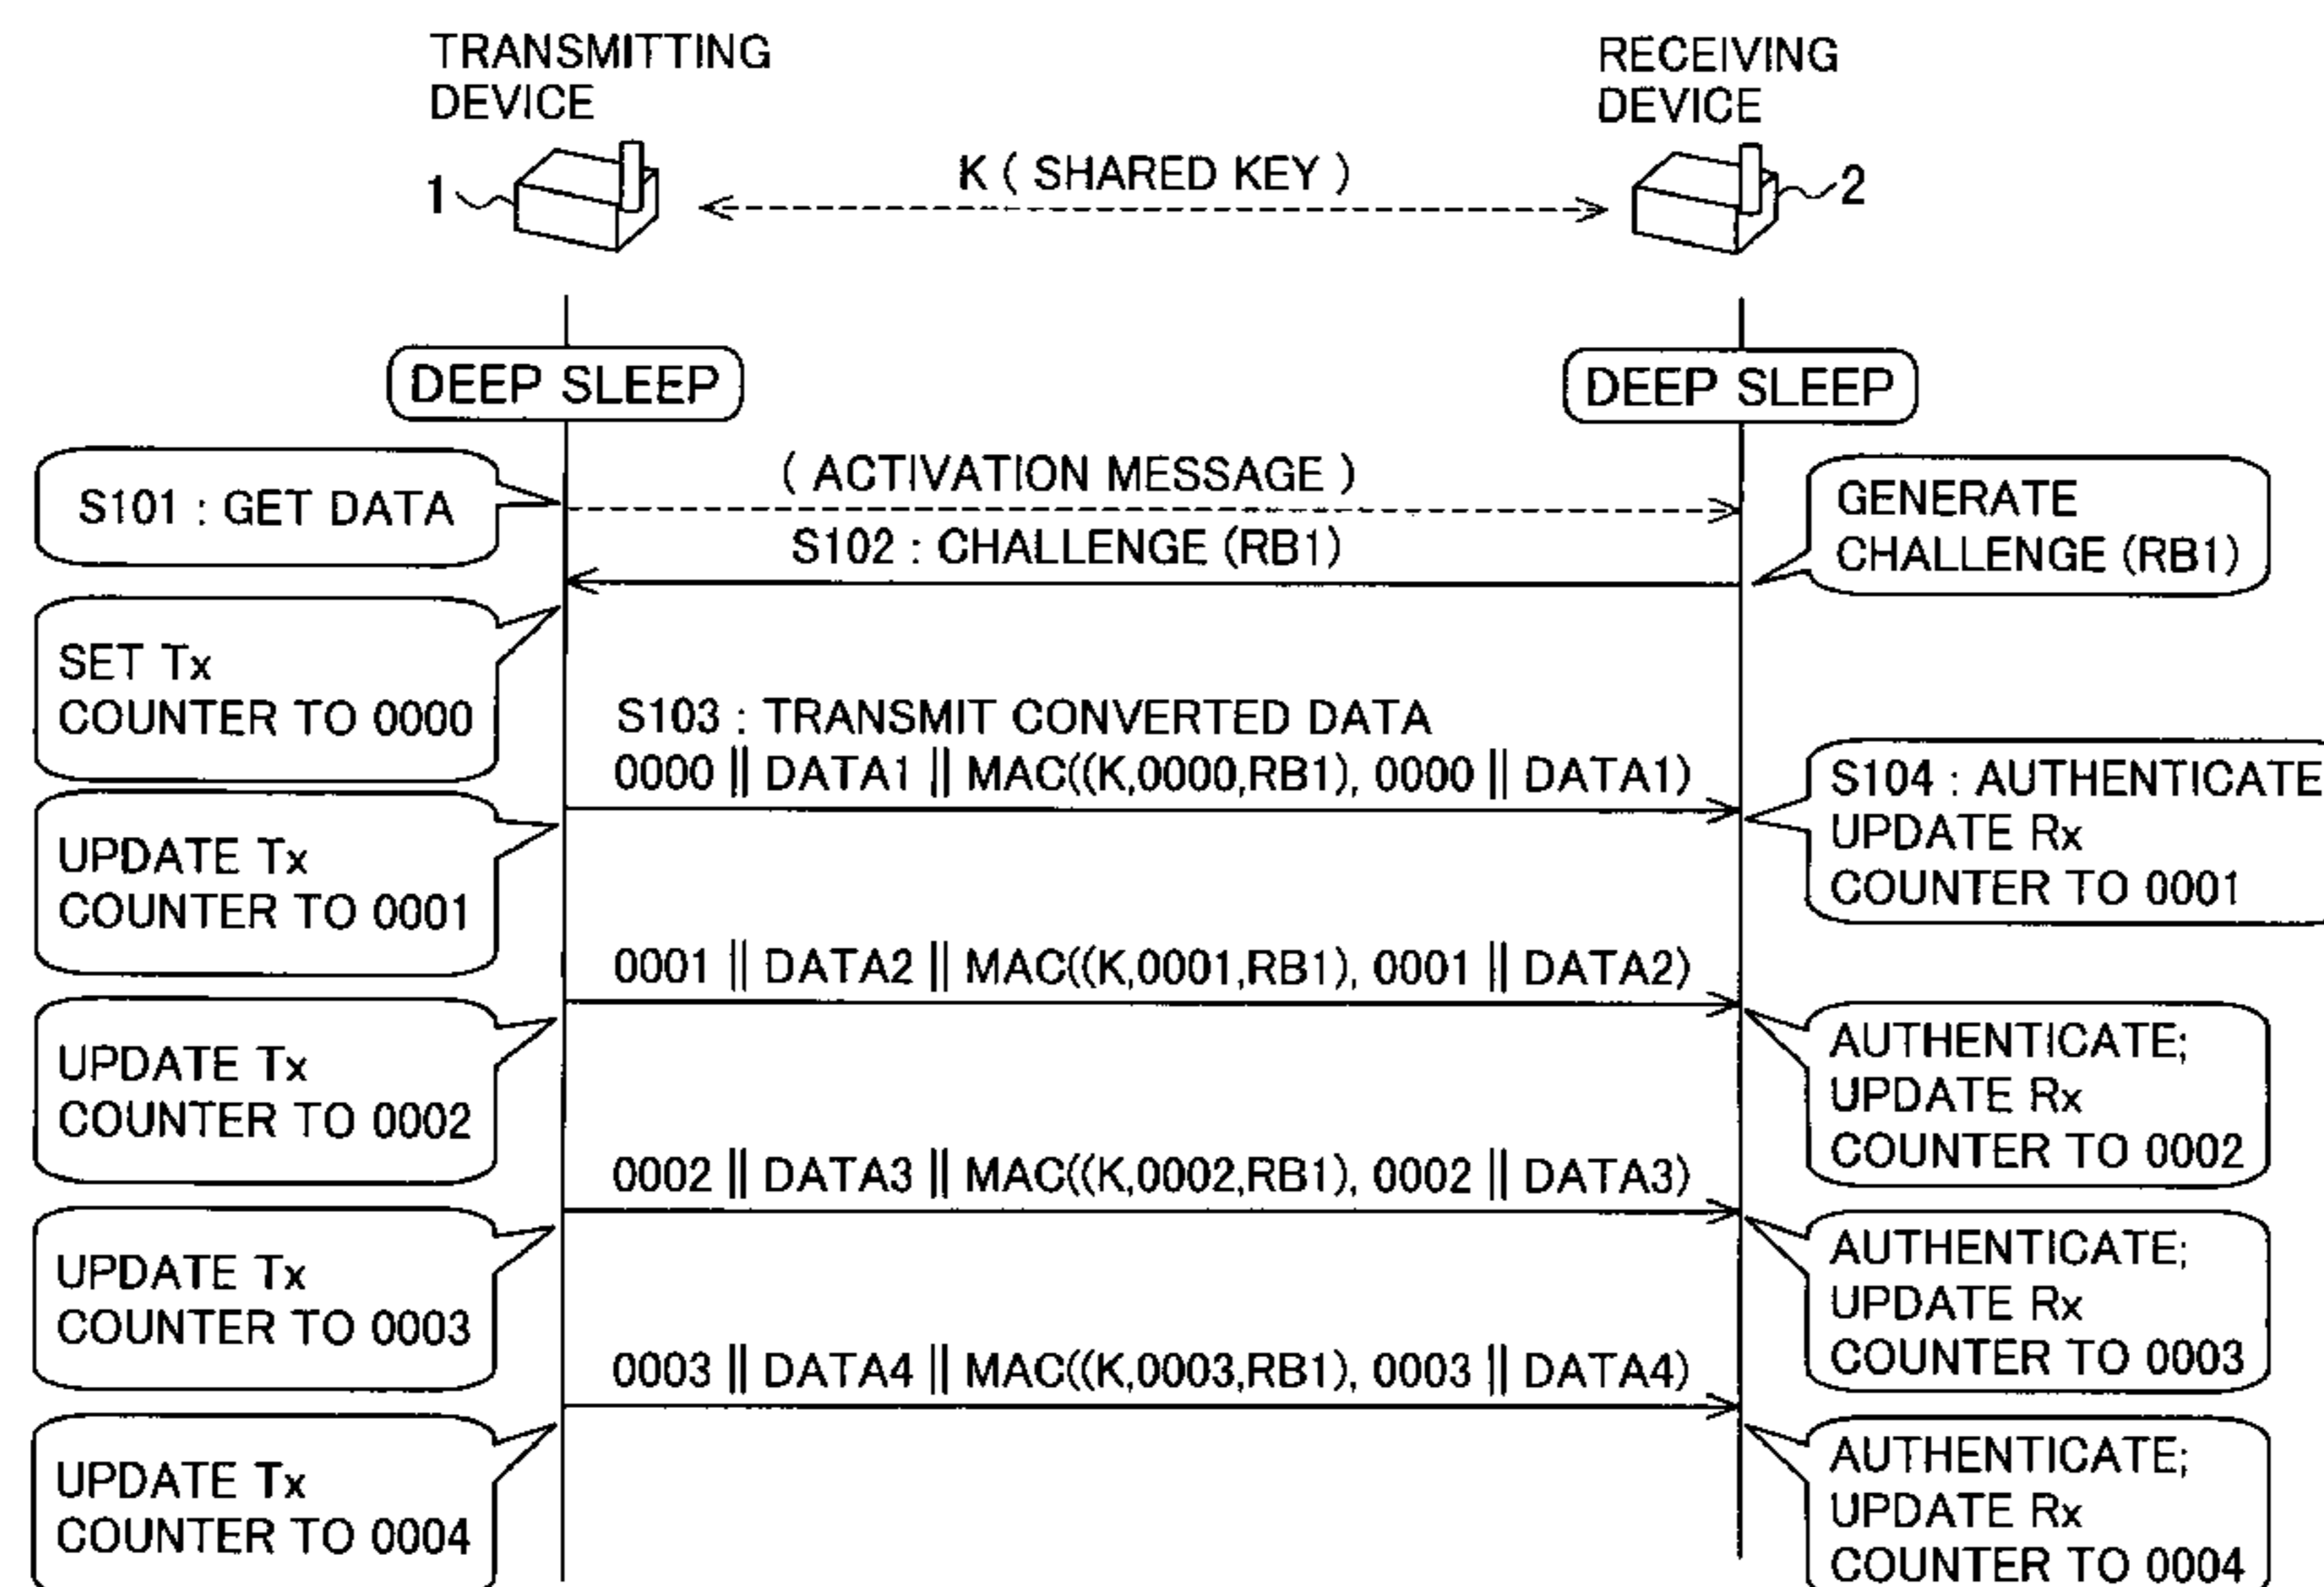 TRANSMITTING
DEVICE
RECEIVING
DEVICE
1
K ( SHARED KEY )
2
DEEP SLEEP
DEEP SLEEP
S101 : GET DATA
( ACTIVATION MESSAGE )
S102 : CHALLENGE (RB1)
GENERATE
CHALLENGE (RB1)
SET Tx
COUNTER TO 0000
S103 : TRANSMIT CONVERTED DATA
0000 || DATA1 || MAC((K,0000,RB1), 0000 || DATA1)
S104 : AUTHENTICATE
UPDATE Rx
COUNTER TO 0001
UPDATE Tx
COUNTER TO 0001
0001 || DATA2 || MAC((K,0001,RB1), 0001 || DATA2)
AUTHENTICATE;
UPDATE Rx
COUNTER TO 0002
UPDATE Tx
COUNTER TO 0002
0002 || DATA3 || MAC((K,0002,RB1), 0002 || DATA3)
AUTHENTICATE;
UPDATE Rx
COUNTER TO 0003
UPDATE Tx
COUNTER TO 0003
0003 || DATA4 || MAC((K,0003,RB1), 0003 || DATA4)
AUTHENTICATE;
UPDATE Rx
COUNTER TO 0004
UPDATE Tx
COUNTER TO 0004